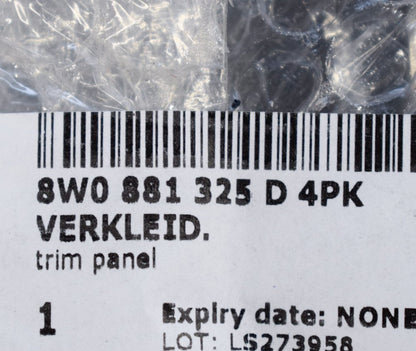 8W0 881 325 D 4PK
VERKLEID.
trim panel
1
Expiry date: NONE
LOT: LS273958